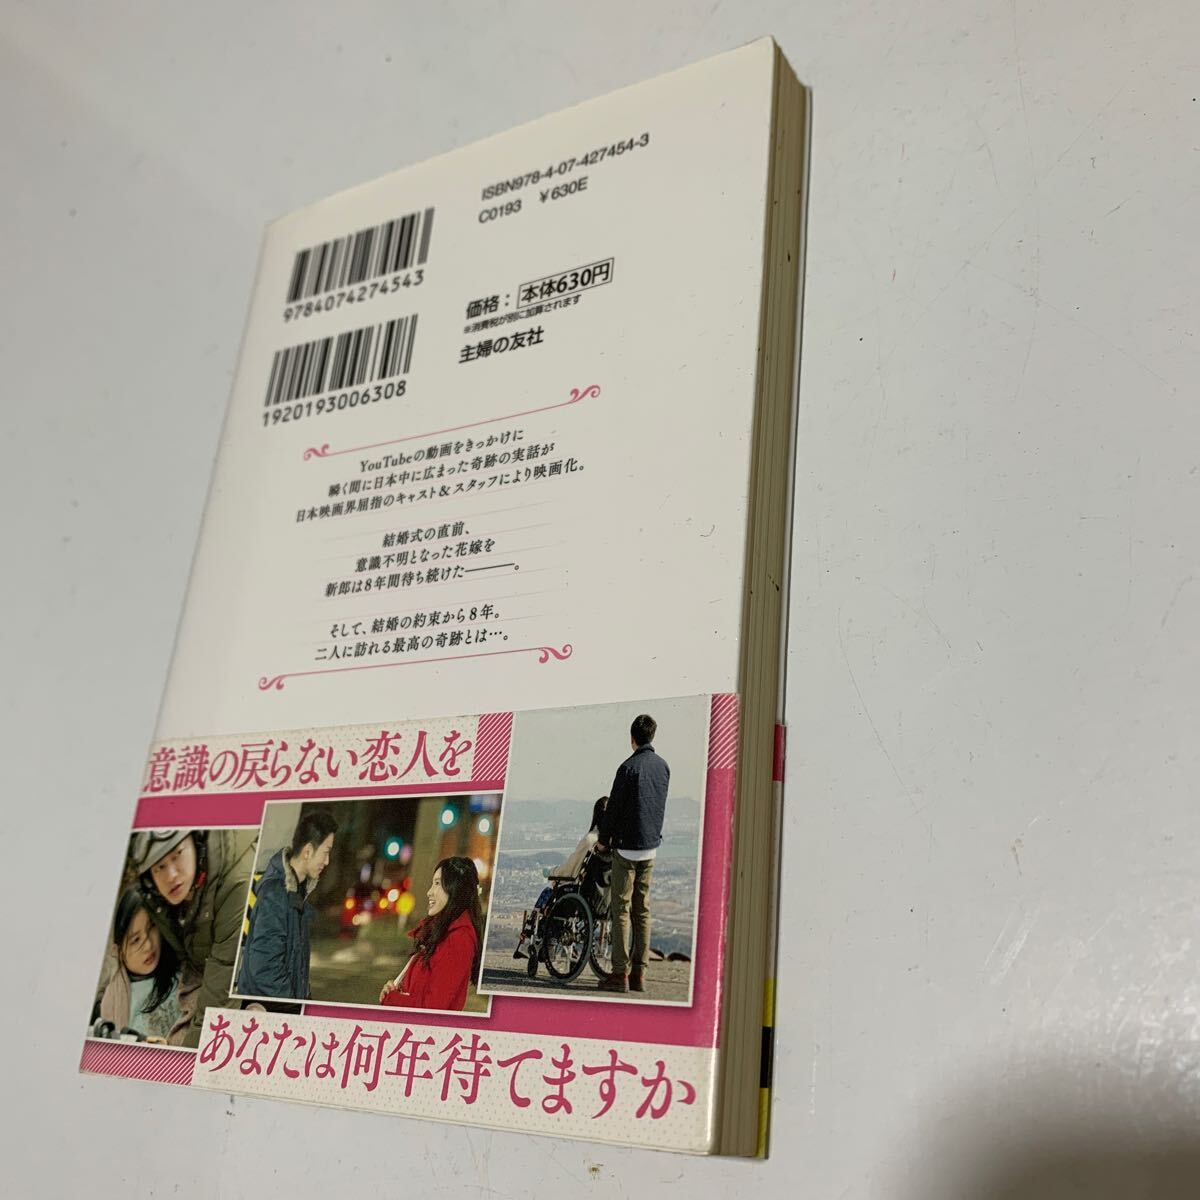 ISBN978-4-07-427454-3
C0193 ¥630E
9784074274543
1920193006308
価格：本体630円
※消費税が別に加算されます
主婦の友社
YouTubeの動画をきっかけに
瞬く間に日本中に広まった奇跡の実話が
日本映画界屈指のキャスト&スタッフにより映画化。
結婚式の直前、
意識不明となった花嫁を
新郎は8年間待ち続けた———。
そして、結婚の約束から8年。
二人に訪れる最高の奇跡とは…。
意識の戻らない恋人を
あなたは何年待てますか